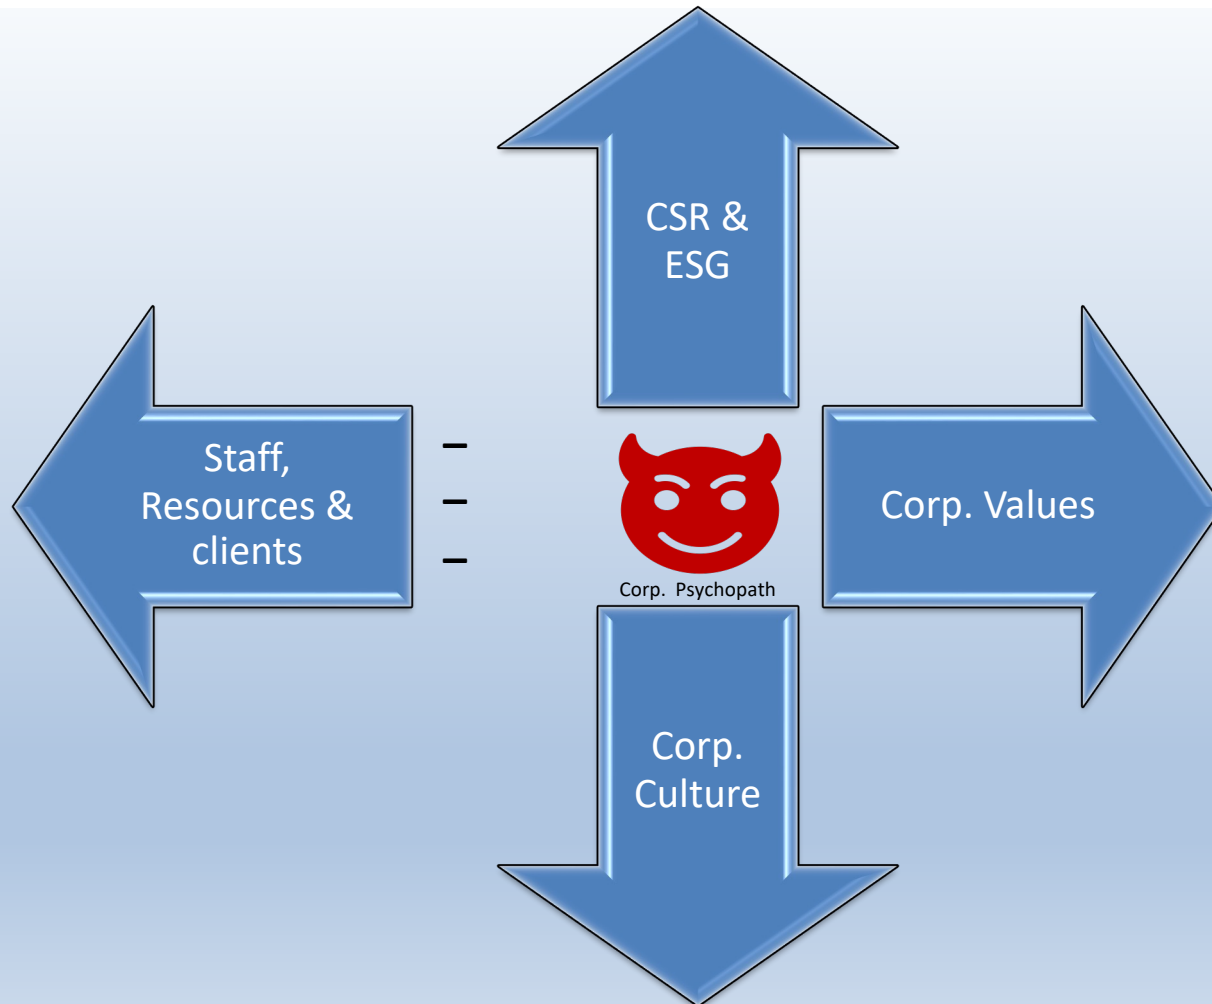 CSR &
ESG
Staff,
Resources &
clients
–
–
–
Corp. Values
Corp. Psychopath
Corp.
Culture